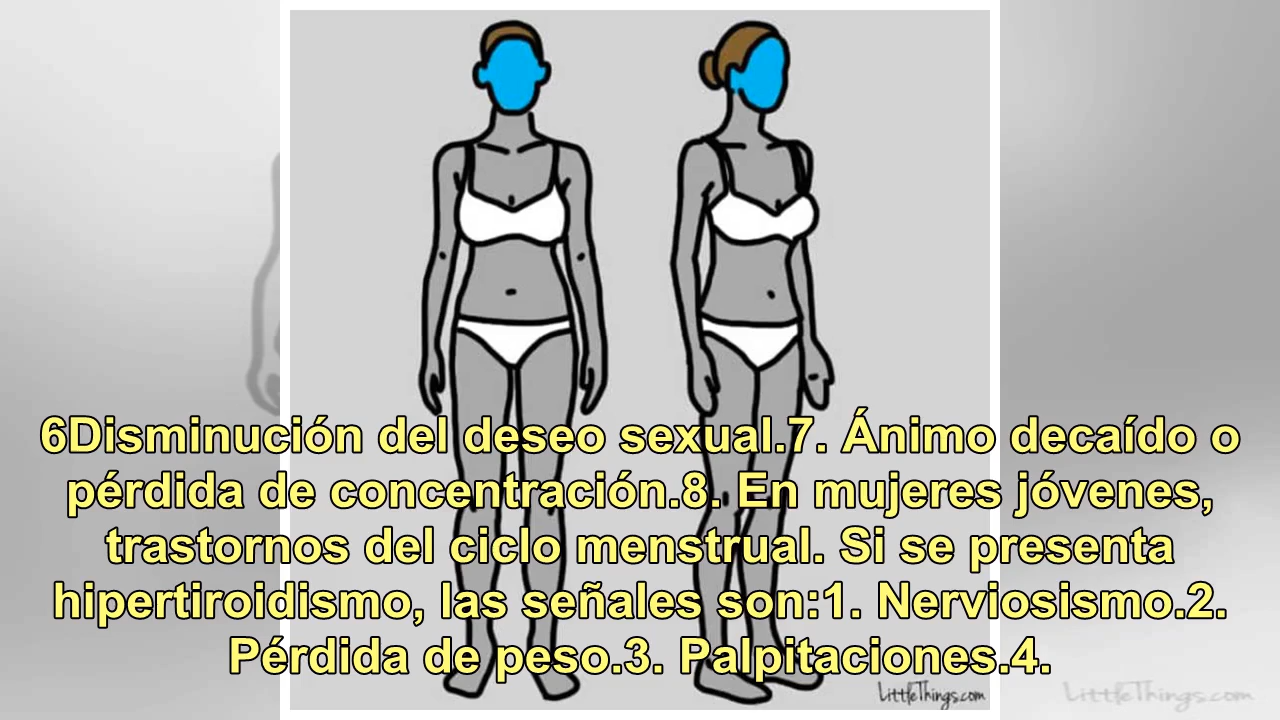 6Disminución del deseo sexual.7. Ánimo decaído o
pérdida de concentración.8. En mujeres jóvenes,
trastornos del ciclo menstrual. Si se presenta
hipertiroidismo, las señales son:1. Nerviosismo.2.
Pérdida de peso.3. Palpitaciones.4.
LittleThings.com
LittleThings.com